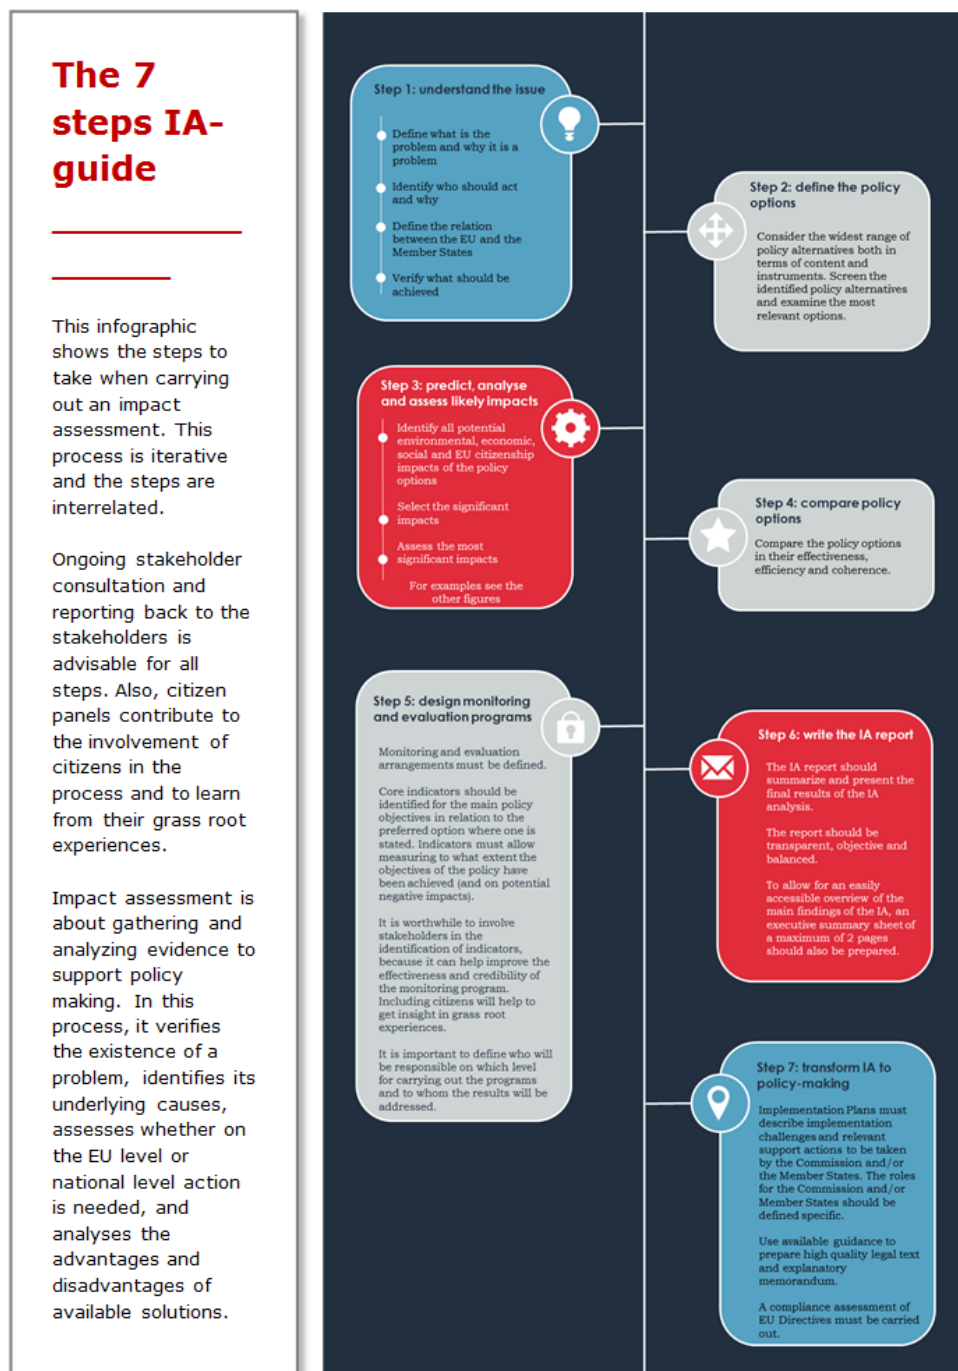 The 7
steps IA-
guide
This infographic
shows the steps to
take when carrying
out an impact
assessment. This
process is iterative
and the steps are
interrelated.
Ongoing stakeholder
consultation and
reporting back to the
stakeholders is
advisable for all
steps. Also, citizen
panels contribute to
the involvement of
citizens in the
process and to learn
from their grass root
experiences.
Impact assessment is
about gathering and
analyzing evidence to
support policy
making. In this
process, it verifies
the existence of a
problem, identifies its
underlying causes,
assesses whether on
the EU level or
national level action
is needed, and
analyses the
advantages and
disadvantages of
available solutions.
Step 1: understand the issue
Define what is the
problem and why it is a
problem
Identify who should act
and why
Define the relation
between the EU and the
Member States
Verify what should be
achieved
Step 2: define the policy
options
Consider the widest range of
policy alternatives both in
terms of content and
instruments. Screen the
identified policy alternatives
and examine the most
relevant options.
Step 3: predict, analyse
and assess likely impacts
Identify all potential
environmental, economic,
social and EU citizenship
impacts of the policy
options
Select the significant
impacts
Assess the most
significant impacts
For examples see the
other figures
Step 4: compare policy
options
Compare the policy options
in their effectiveness,
efficiency and coherence.
Step 5: design monitoring
and evaluation programs
Monitoring and evaluation
arrangements must be defined.
Core indicators should be
identified for the main policy
objectives in relation to the
preferred option where one is
stated. Indicators must allow
measuring to what extent the
objectives of the policy have
been achieved (and on potential
negative impacts).
It is worthwhile to involve
stakeholders in the
identification of indicators,
because it can help improve the
effectiveness and credibility of
the monitoring program.
Including citizens will help to
get insight in grass root
experiences.
It is important to define who will
be responsible on which level
for carrying out the programs
and to whom the results will be
addressed.
Step 6: write the IA report
The IA report should
summarize and present the
final results of the IA
analysis.
The report should be
transparent, objective and
balanced.
To allow for an easily
accessible overview of the
main findings of the IA, an
executive summary sheet of
a maximum of 2 pages
should also be prepared.
Step 7: transform IA to
policy-making
Implementation Plans must
describe implementation
challenges and relevant
support actions to be taken
by the Commission and/or
the Member States. The roles
for the Commission and/or
Member States should be
defined specific.
Use available guidance to
prepare high quality legal text
and explanatory
memorandum.
A compliance assessment of
EU Directives must be carried
out.